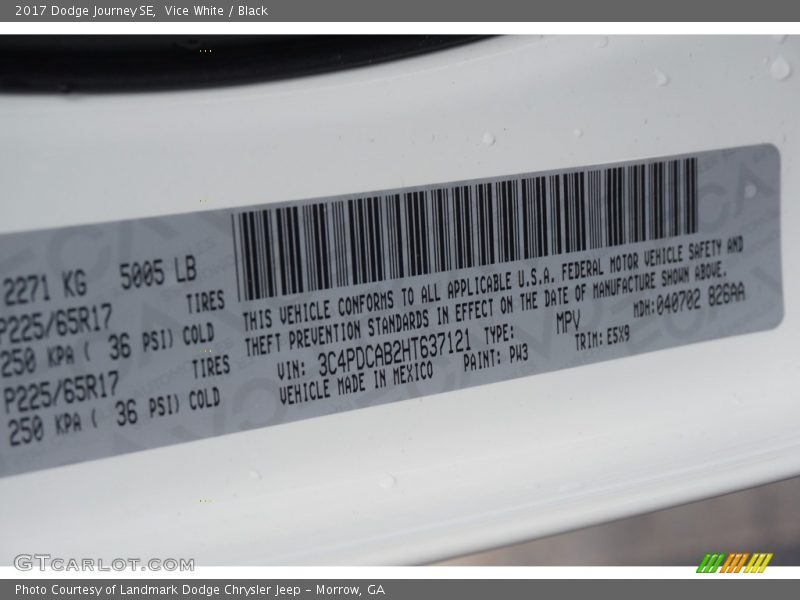 2017 Dodge Journey SE, Vice White / Black
2271 KG 5005 LB
P225/65R17 TIRES
250 KPA ( 36 PSI) COLD
P225/65R17 TIRES
250 KPA ( 36 PSI) COLD
THIS VEHICLE CONFORMS TO ALL APPLICABLE U.S.A. FEDERAL MOTOR VEHICLE SAFETY AND
THEFT PREVENTION STANDARDS IN EFFECT ON THE DATE OF MANUFACTURE SHOWN ABOVE.
VIN: 3C4PDCAB2HT637121 TYPE: MPV MDH:040702 826AA
VEHICLE MADE IN MEXICO PAINT: PW3 TRIM: E5X9
GTCARLOT.COM
Photo Courtesy of Landmark Dodge Chrysler Jeep – Morrow, GA